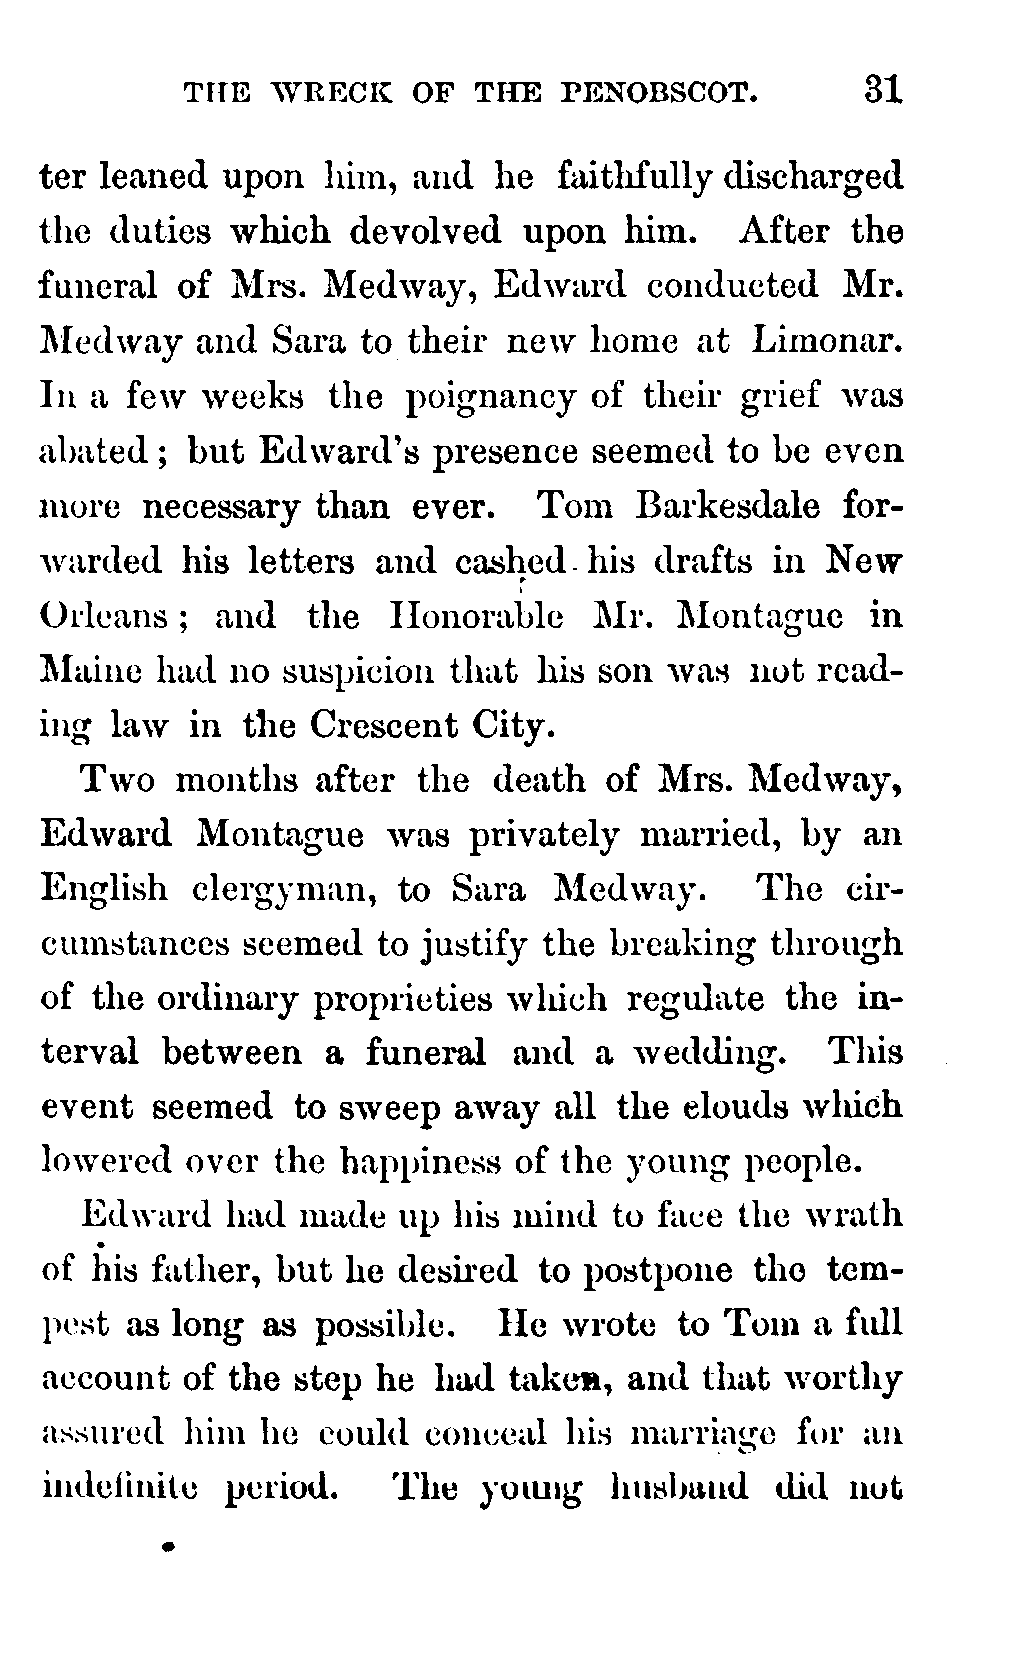 THE WRECK OF THE PENOBSCOT. 31
ter leaned upon him, and he faithfully discharged
the duties which devolved upon him. After the
funeral of Mrs. Medway, Edward conducted Mr.
Medway and Sara to their new home at Limonar.
In a few weeks the poignancy of their grief was
abated; but Edward's presence seemed to be even
more necessary than ever. Tom Barkesdale for-
warded his letters and cashed his drafts in New
Orleans; and the Honorable Mr. Montague in
Maine had no suspicion that his son was not read-
ing law in the Crescent City.
Two months after the death of Mrs. Medway,
Edward Montague was privately married, by an
English clergyman, to Sara Medway. The cir-
cumstances seemed to justify the breaking through
of the ordinary proprieties which regulate the in-
terval between a funeral and a wedding. This
event seemed to sweep away all the clouds which
lowered over the happiness of the young people.
Edward had made up his mind to face the wrath
of his father, but he desired to postpone the tem-
pest as long as possible. He wrote to Tom a full
account of the step he had taken, and that worthy
assured him he could conceal his marriage for an
indefinite period. The young husband did not